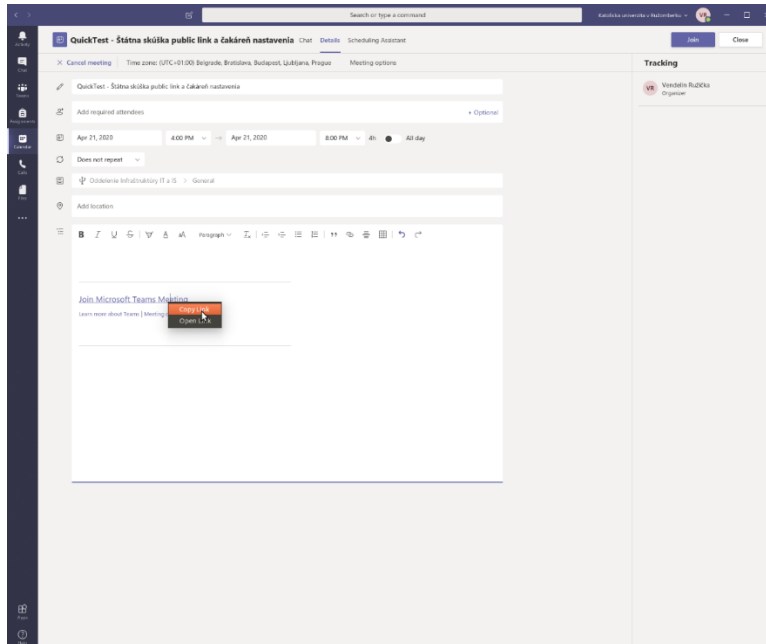 Search or type a command
Katolícka univerzita v Ružomberku
VR
Activity
Chat
Teams
Assignments
Calendar
Calls
Files
Apps
Help
QuickTest - Štátna skúška public link a čakáreň nastavenia Chat Details Scheduling Assistant
Join Close
Cancel meeting Time zone: (UTC+01:00) Belgrade, Bratislava, Budapest, Ljubljana, Prague Meeting options
QuickTest - Štátna skúška public link a čakáreň nastavenia
Add required attendees + Optional
Apr 21, 2020 4:00 PM → Apr 21, 2020 8:00 PM 4h All day
Does not repeat
Oddelenie Infraštruktúry IT a IS > General
Add location
B I U Paragraph
Join Microsoft Teams Meeting
Learn more about Teams | Meeting
Copy Link
Open Link
Tracking
VR Vendelín Ružička
Organizer